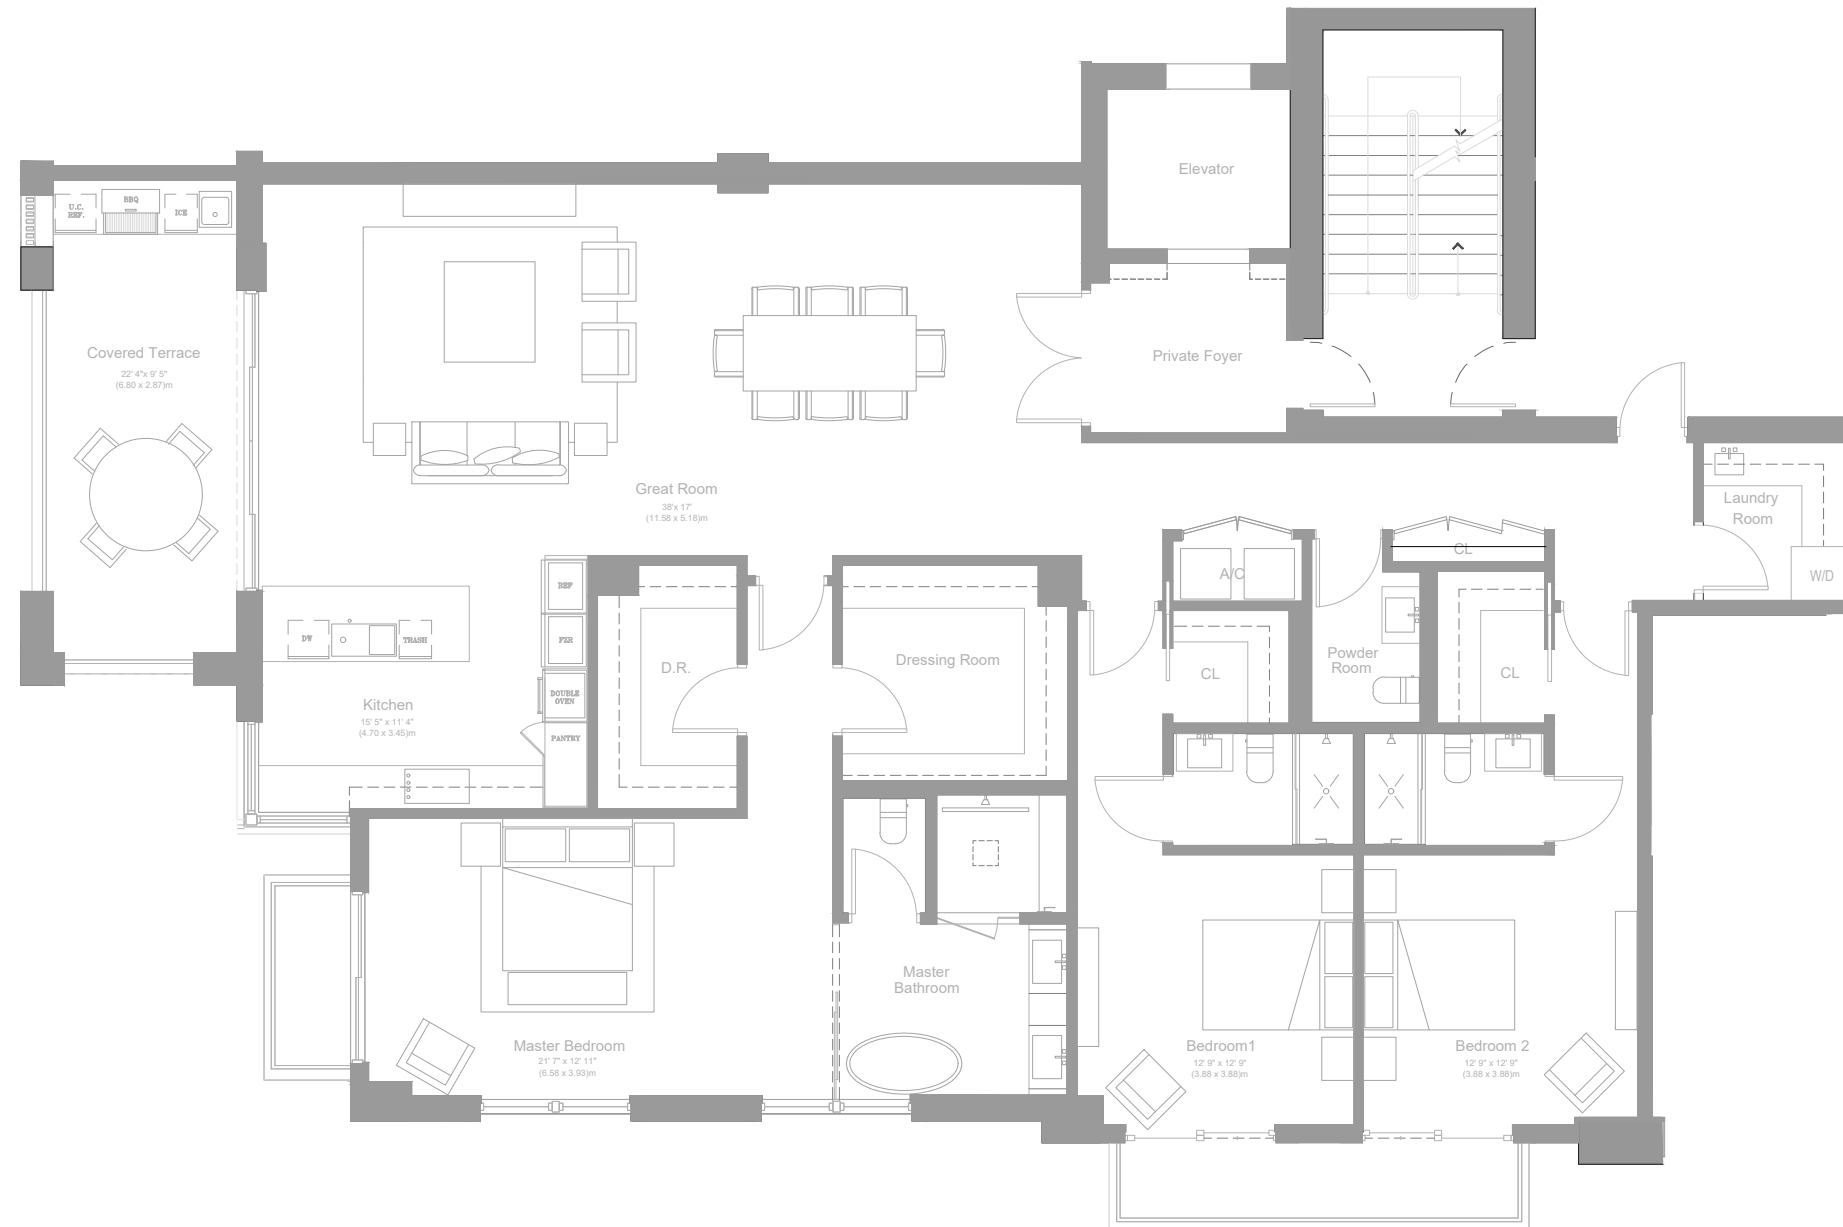 Elevator
U.C.
REF.
BBQ
ICE
Covered Terrace
22' 4"x 9' 5"
(6.80 x 2.87)m
Private Foyer
Great Room
38'x 17'
(11.58 x 5.18)m
Laundry
Room
W/D
CL
A/C
REF
FZR
DOUBLE
OVEN
PANTRY
DW
TRASH
Kitchen
15' 5" x 11' 4"
(4.70 x 3.45)m
D.R.
Dressing Room
CL
Powder
Room
CL
Master
Bathroom
Master Bedroom
21' 7" x 12' 11"
(6.58 x 3.93)m
Bedroom1
12' 9" x 12' 9"
(3.88 x 3.88)m
Bedroom 2
12' 9" x 12' 9"
(3.88 x 3.88)m